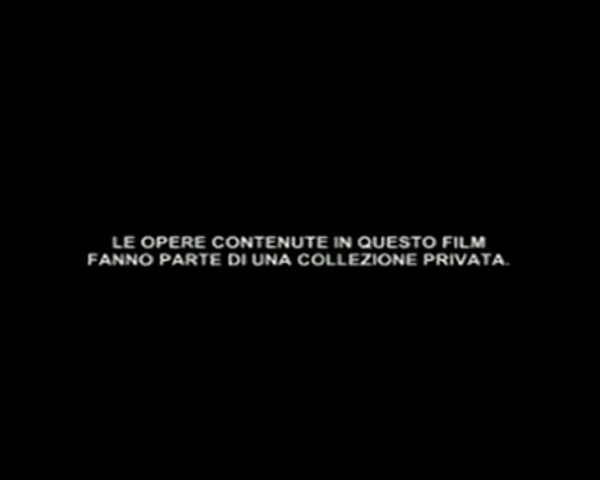 LE OPERE CONTENUTE IN QUESTO FILM
FANNO PARTE DI UNA COLLEZIONE PRIVATA.